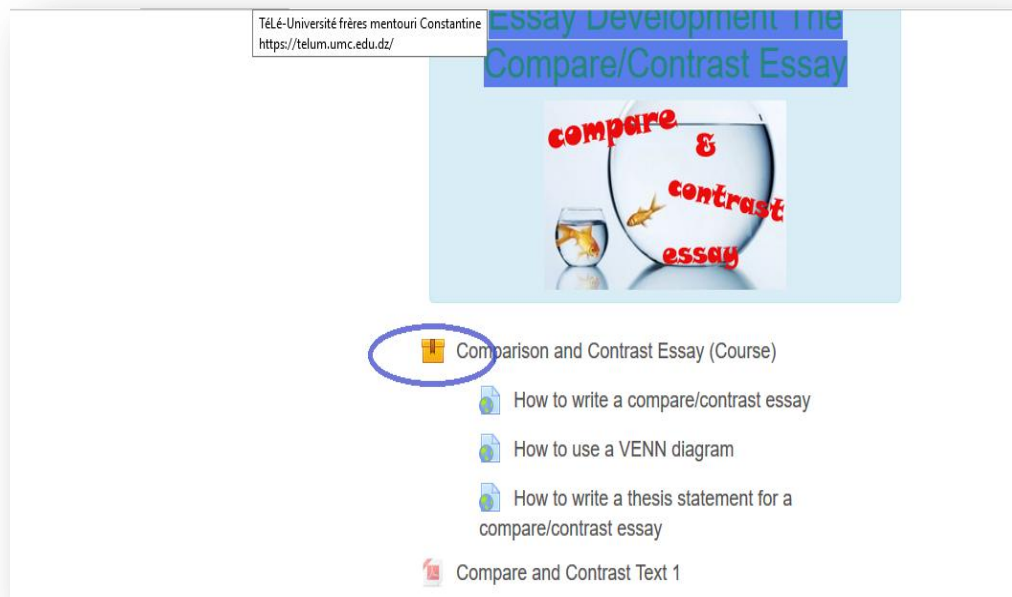 TéLé-Université frères mentouri Constantine
https://telum.umc.edu.dz/
Essay Development The
Compare/Contrast Essay
compare
&
contrast
essay
Comparison and Contrast Essay (Course)
How to write a compare/contrast essay
How to use a VENN diagram
How to write a thesis statement for a
compare/contrast essay
Compare and Contrast Text 1